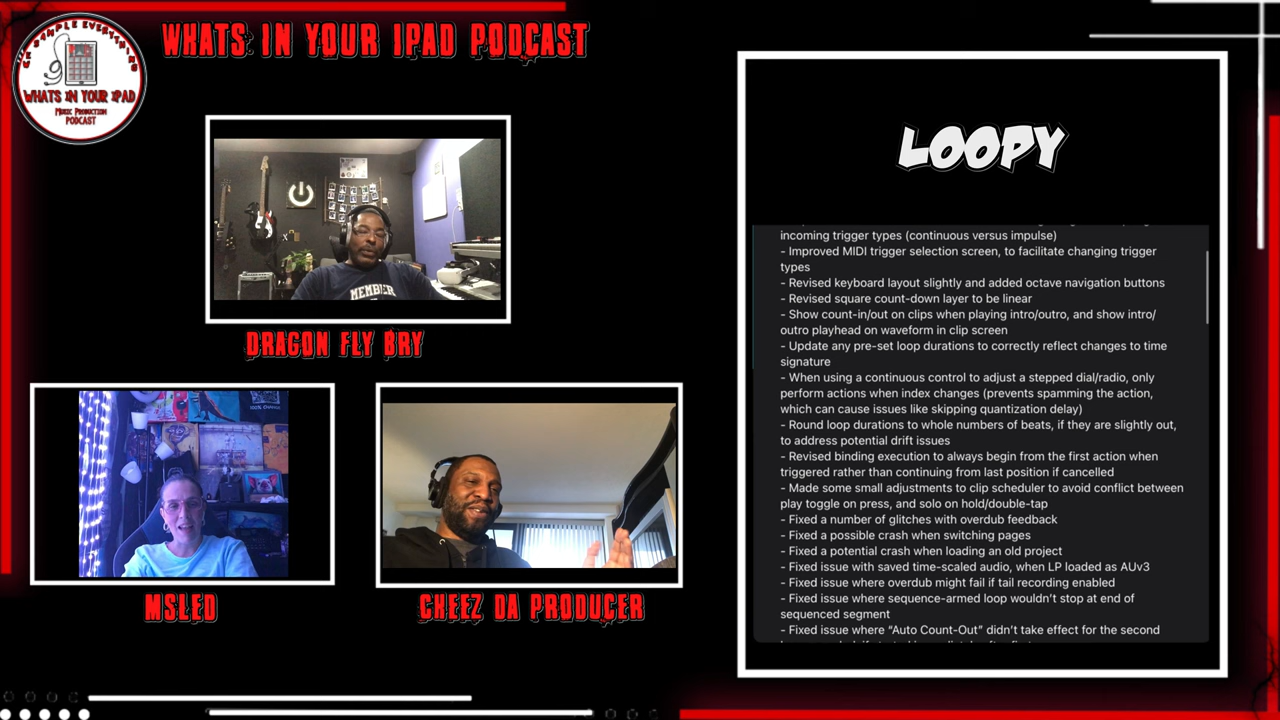 WHATS IN YOUR IPAD PODCAST
WHATS IN YOUR IPAD
MUSIC PRODUCTION
PODCAST
MEMBER
DRAGON FLY BRY
MSLED
CHEEZ DA PRODUCER
LOOPY
incoming trigger types (continuous versus impulse)
- Improved MIDI trigger selection screen, to facilitate changing trigger
types
- Revised keyboard layout slightly and added octave navigation buttons
- Revised square count-down layer to be linear
- Show count-in/out on clips when playing intro/outro, and show intro/
outro playhead on waveform in clip screen
- Update any pre-set loop durations to correctly reflect changes to time
signature
- When using a continuous control to adjust a stepped dial/radio, only
perform actions when index changes (prevents spamming the action,
which can cause issues like skipping quantization delay)
- Round loop durations to whole numbers of beats, if they are slightly out,
to address potential drift issues
- Revised binding execution to always begin from the first action when
triggered rather than continuing from last position if cancelled
- Made some small adjustments to clip scheduler to avoid conflict between
play toggle on press, and solo on hold/double-tap
- Fixed a number of glitches with overdub feedback
- Fixed a possible crash when switching pages
- Fixed a potential crash when loading an old project
- Fixed issue with saved time-scaled audio, when LP loaded as AUv3
- Fixed issue where overdub might fail if tail recording enabled
- Fixed issue where sequence-armed loop wouldn't stop at end of
sequenced segment
- Fixed issue where “Auto Count-Out” didn't take effect for the second